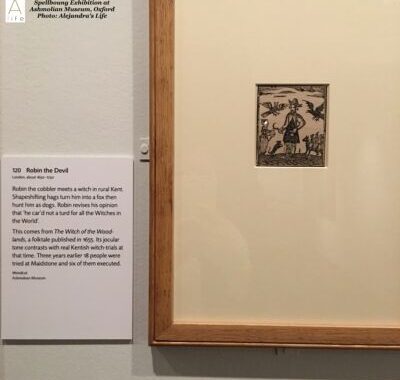 A
life
Spellboung Exhibition at
Ashmolian Museum, Oxford
Photo: Alejandra's Life
120 Robin the Devil
Robin the cobbler meets a witch in rural Kent.
Shapeshifting hags turn him into a fox then
hunt him as dogs. Robin revises his opinion
that 'he car'd not a turd for all the Witches in
the World'.
This comes from The Witch of the Wood-
lands, a folktale published in 1655. Its jocular
tone contrasts with real Kentish witch-trials at
that time. Three years earlier 18 people were
tried at Maidstone and six of them executed.
Woodcut
Ashmolean Museum